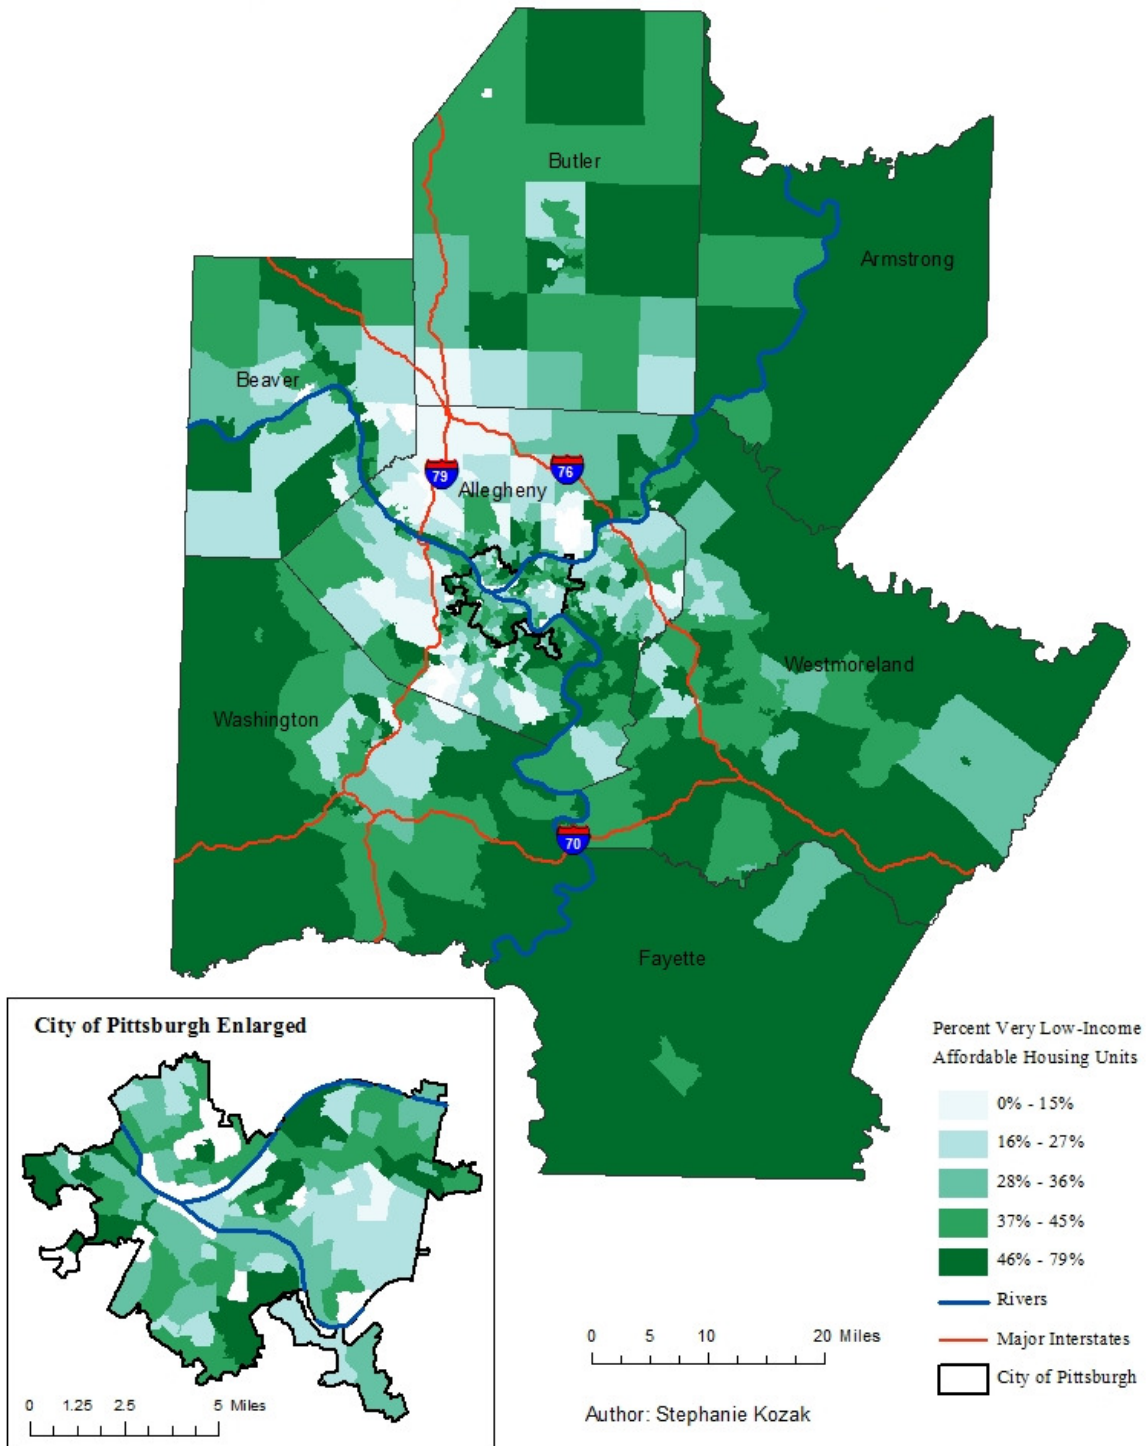 Butler
Armstrong
Beaver
79
76
Allegheny
Westmoreland
Washington
70
Fayette
City of Pittsburgh Enlarged
0 1.25 2.5 5 Miles
Percent Very Low-Income
Affordable Housing Units
0% - 15%
16% - 27%
28% - 36%
37% - 45%
46% - 79%
Rivers
Major Interstates
City of Pittsburgh
0 5 10 20 Miles
Author: Stephanie Kozak